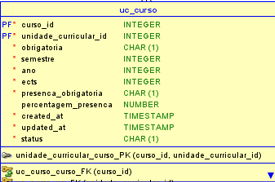 uc_curso
PF* curso_id INTEGER
PF* unidade_curricular_id INTEGER
* obrigatoria CHAR (1)
* semestre INTEGER
* ano INTEGER
* ects INTEGER
* presenca_obrigatoria CHAR (1)
percentagem_presenca NUMBER
* created_at TIMESTAMP
* updated_at TIMESTAMP
* status CHAR (1)
unidade_curricular_curso_PK (curso_id, unidade_curricular_id)
uc_curso_curso_FK (curso_id)